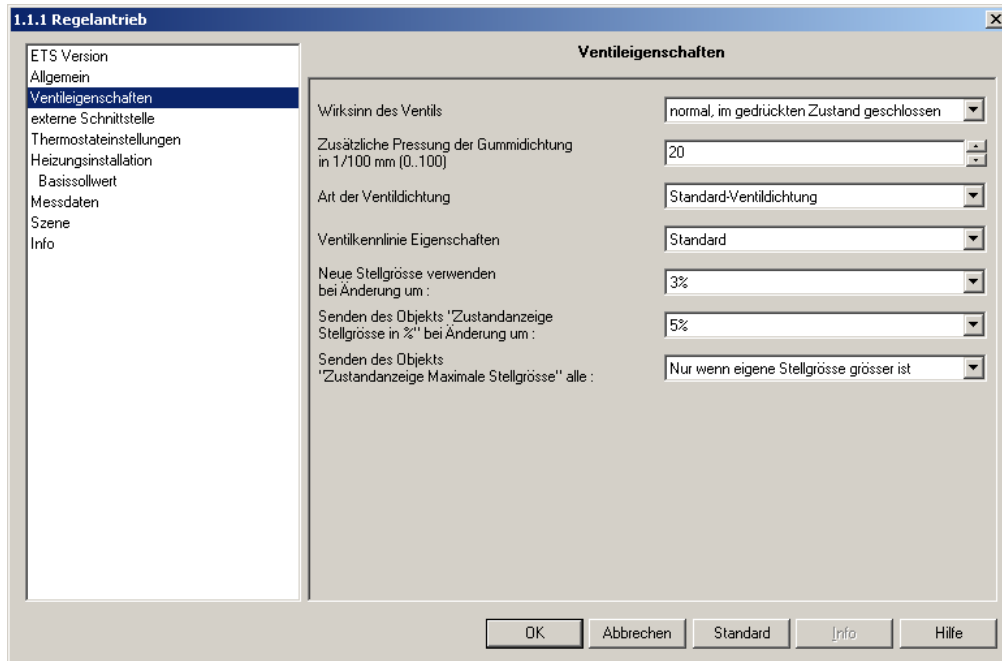 1.1.1 Regelantrieb
ETS Version
Allgemein
Ventileigenschaften
externe Schnittstelle
Thermostateinstellungen
Heizungsinstallation
Basissollwert
Messdaten
Szene
Info
Ventileigenschaften
Wirksinn des Ventils
normal, im gedrückten Zustand geschlossen
Zusätzliche Pressung der Gummidichtung
in 1/100 mm (0..100)
20
Art der Ventildichtung
Standard-Ventildichtung
Ventilkennlinie Eigenschaften
Standard
Neue Stellgrösse verwenden
bei Änderung um :
3%
Senden des Objekts "Zustandanzeige
Stellgrösse in %" bei Änderung um :
5%
Senden des Objekts
"Zustandanzeige Maximale Stellgrösse" alle :
Nur wenn eigene Stellgrösse grösser ist
OK
Abbrechen
Standard
Info
Hilfe